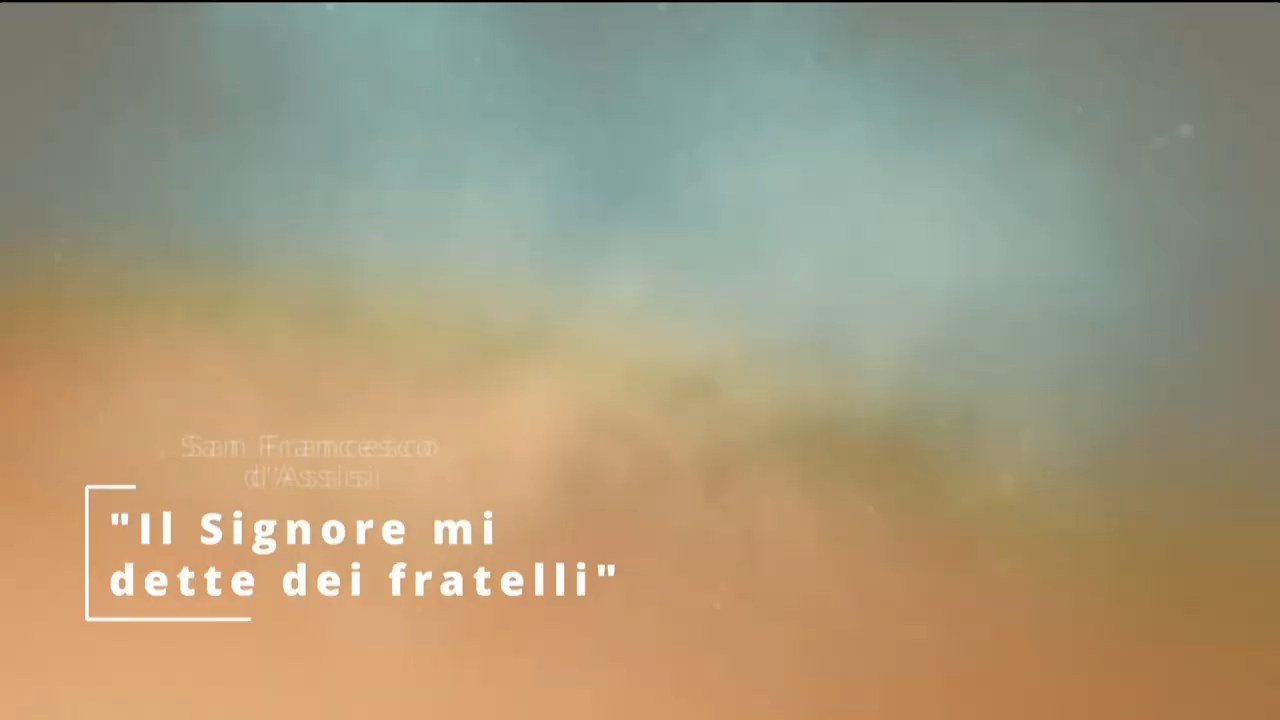 San Francesco
d'Assisi
"Il Signore mi
dette dei fratelli"